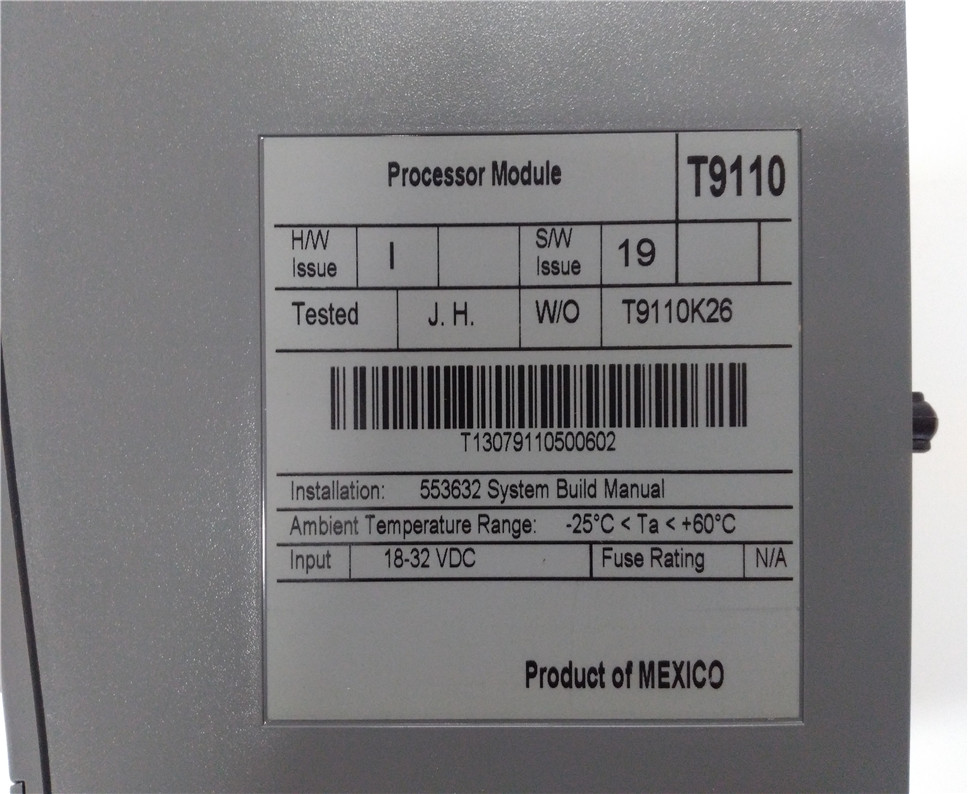 Processor Module T9110
H/W Issue I S/W Issue 19
Tested J. H. W/O T9110K26
T13079110500602
Installation: 553632 System Build Manual
Ambient Temperature Range: -25°C < Ta < +60°C
Input 18-32 VDC Fuse Rating N/A
Product of MEXICO